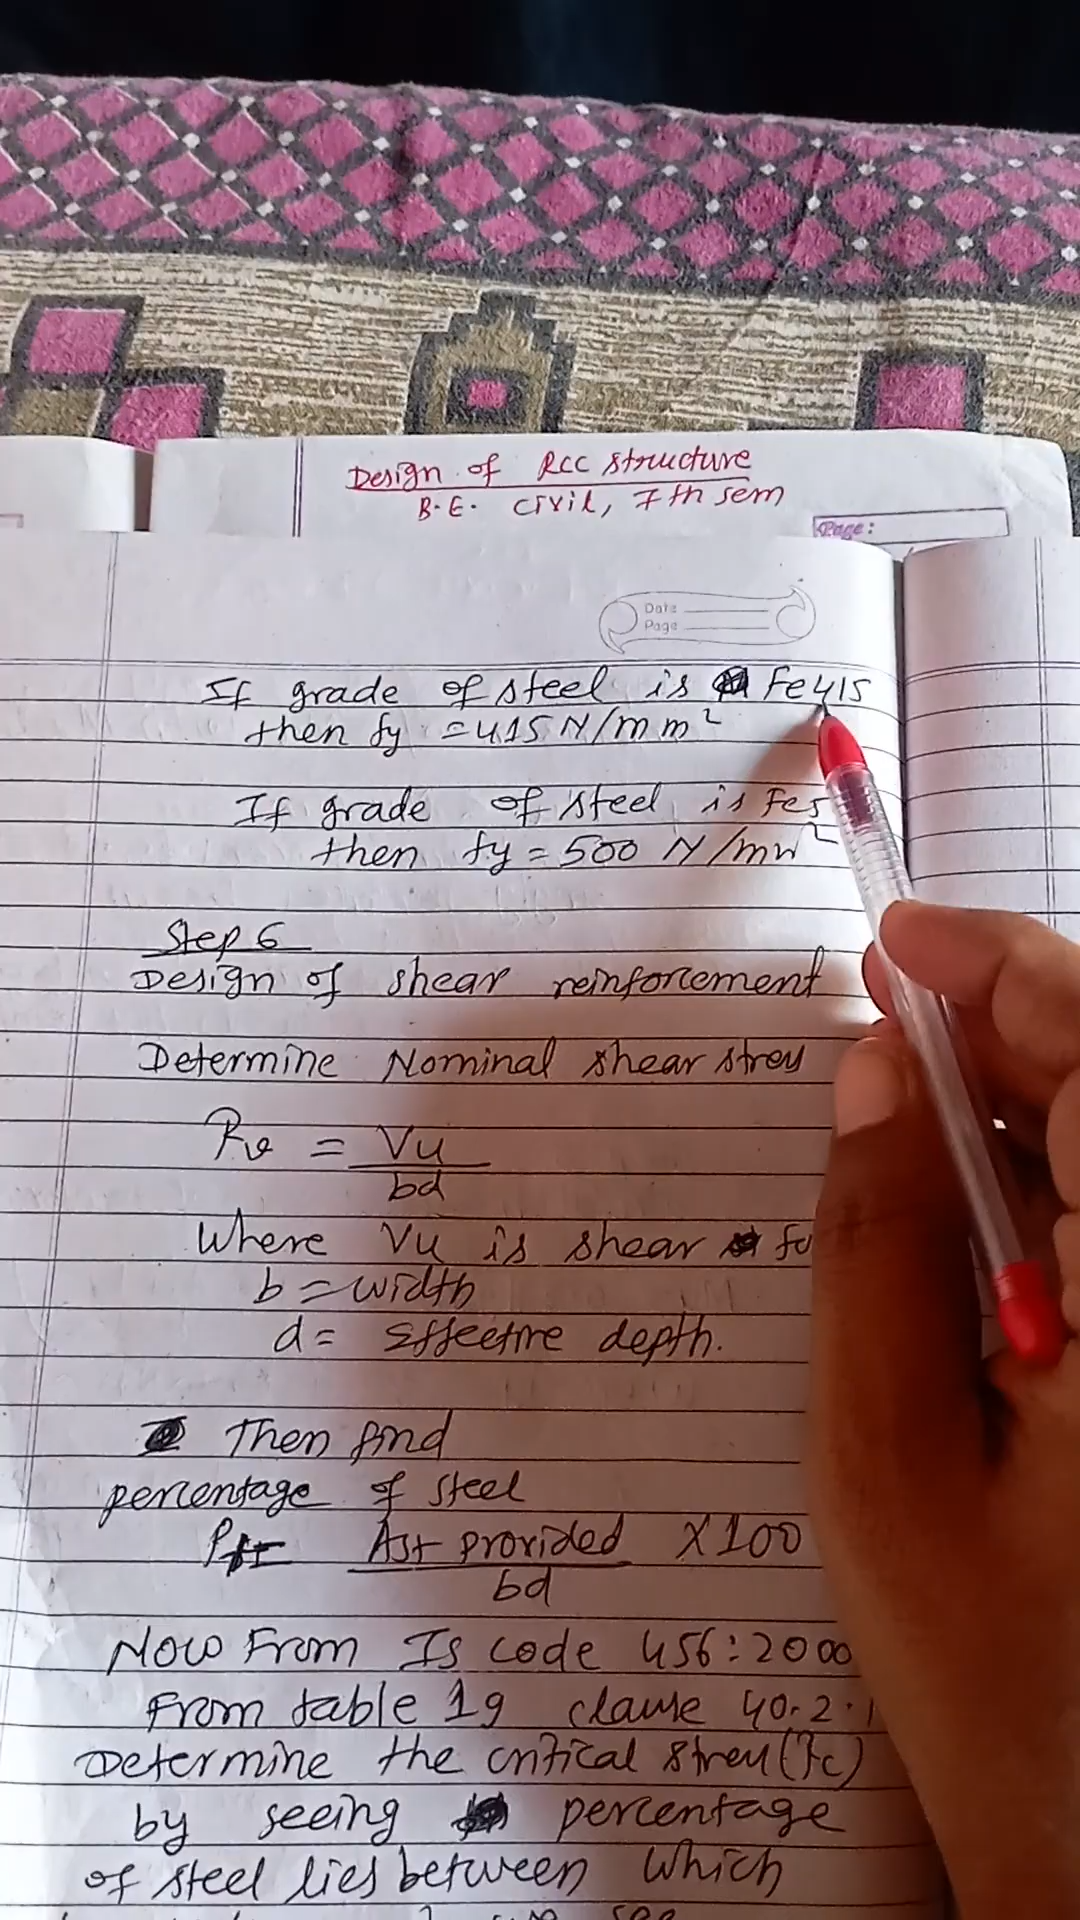 Design of RCC structure
B.E. civil, 7th sem
Page:
Date
Page
If grade of steel is Fe415
then fy = 415 N/mm²
If grade of steel is Fe5
then fy = 500 N/mm²
Step 6
Design of shear reinforcement
Determine Nominal shear stress
= Vu
bd
Where Vu is shear fo
b = width
d = Effective depth.
Then find
percentage of steel
Ast provided X100
bd
Now From Is code 456:2000
From table 19 clause 40.2.1
Determine the critical stress
by seeing percentage
of steel lies between which